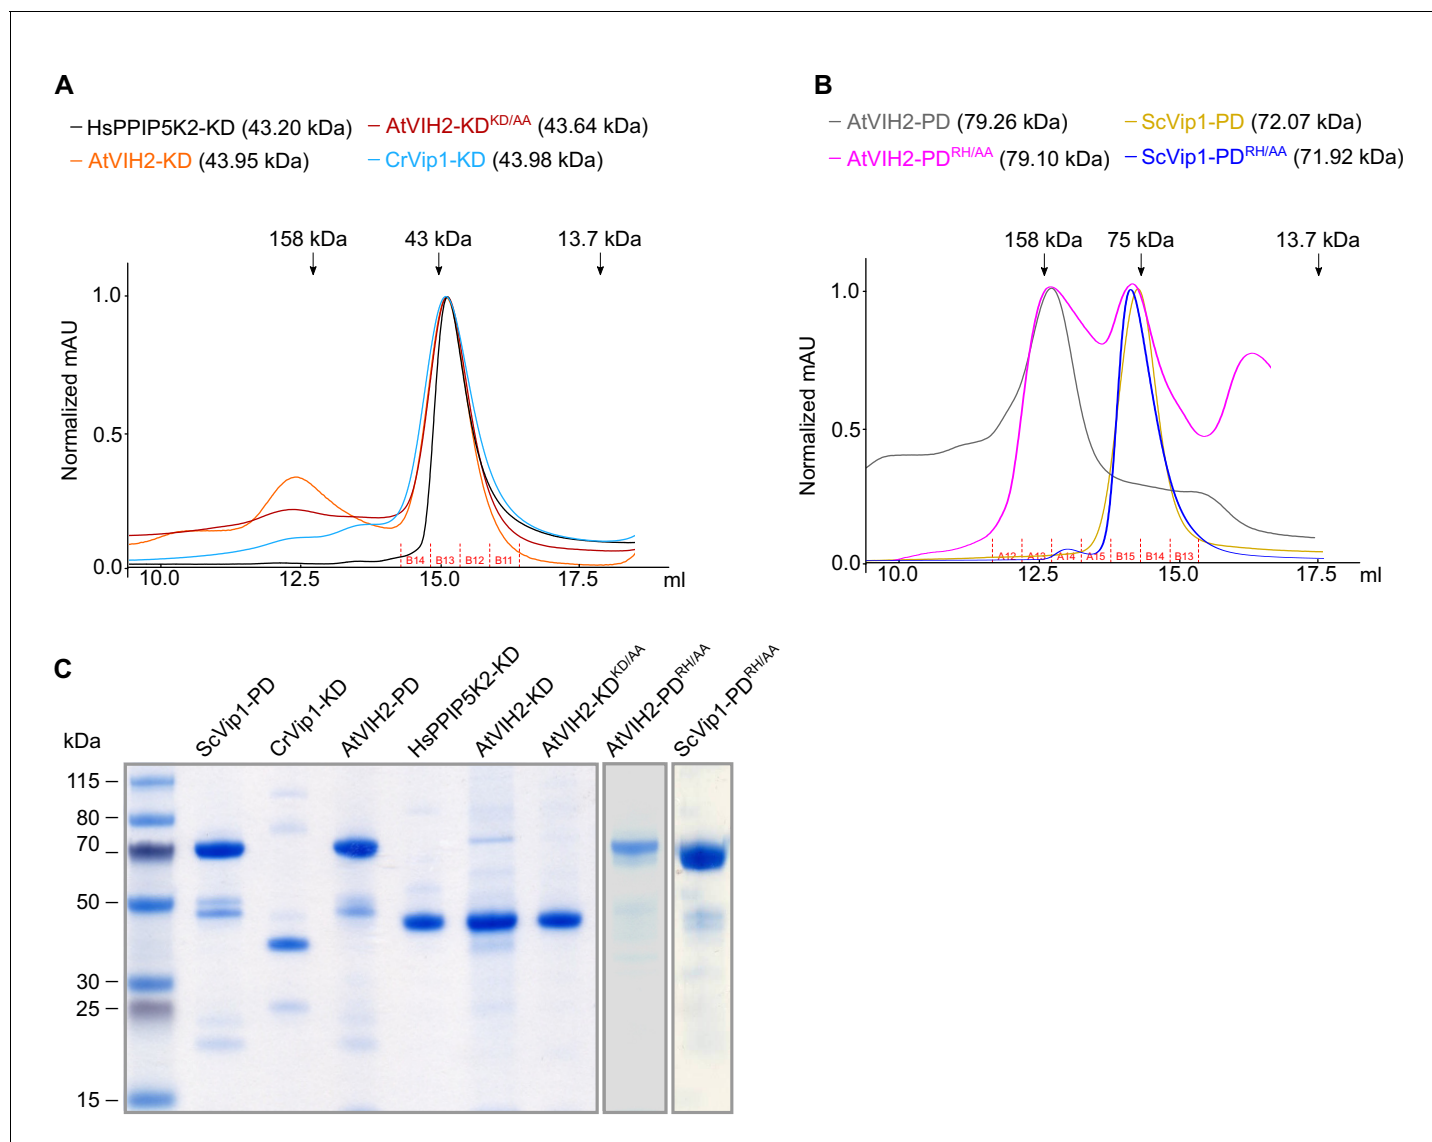 A
HsPPIP5K2-KD (43.20 kDa)
AtVIH2-KD^KD/AA (43.64 kDa)
AtVIH2-KD (43.95 kDa)
CrVip1-KD (43.98 kDa)
158 kDa
43 kDa
13.7 kDa
Normalized mAU
1.0
0.5
0.0
B14 B13 B12 B11
10.0 12.5 15.0 17.5 ml
B
AtVIH2-PD (79.26 kDa)
ScVip1-PD (72.07 kDa)
AtVIH2-PD^RH/AA (79.10 kDa)
ScVip1-PD^RH/AA (71.92 kDa)
158 kDa
75 kDa
13.7 kDa
Normalized mAU
1.0
0.5
0.0
A12 A13 A14 A15 B15 B14 B13
10.0 12.5 15.0 17.5 ml
C
kDa
ScVip1-PD
CrVip1-KD
AtVIH2-PD
HsPPIP5K2-KD
AtVIH2-KD
AtVIH2-KD^KD/AA
AtVIH2-PD^RH/AA
ScVip1-PD^RH/AA
115
80
70
50
30
25
15